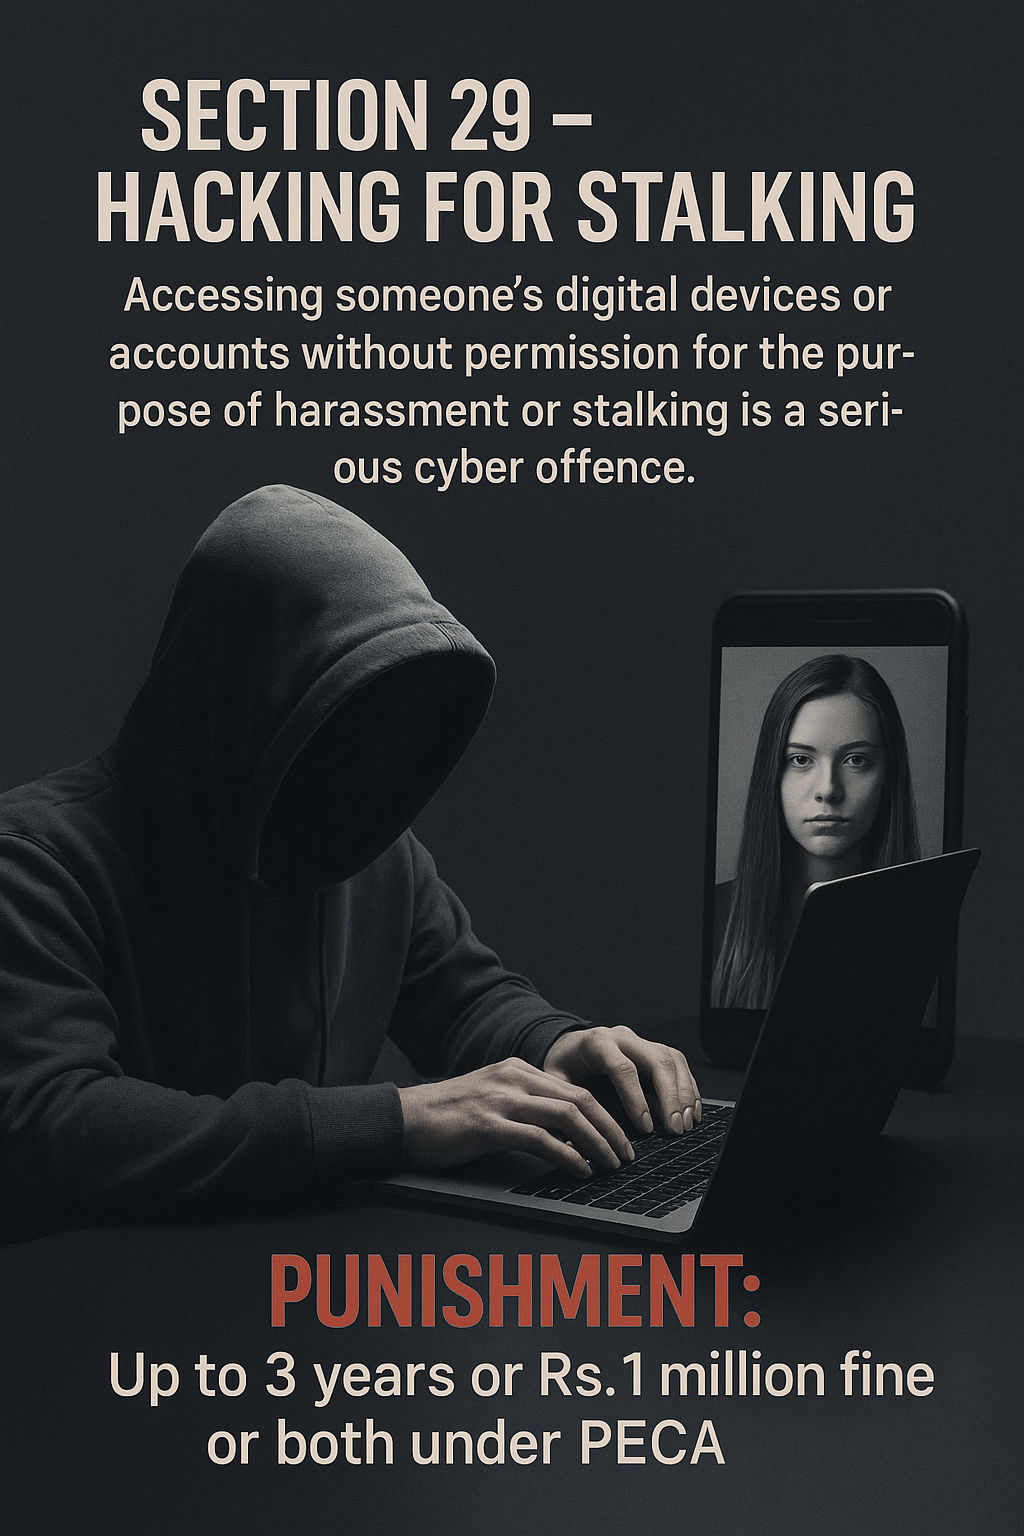 SECTION 29 –
HACKING FOR STALKING
Accessing someone’s digital devices or
accounts without permission for the pur-
pose of harassment or stalking is a seri-
ous cyber offence.
PUNISHMENT:
Up to 3 years or Rs.1 million fine
or both under PECA